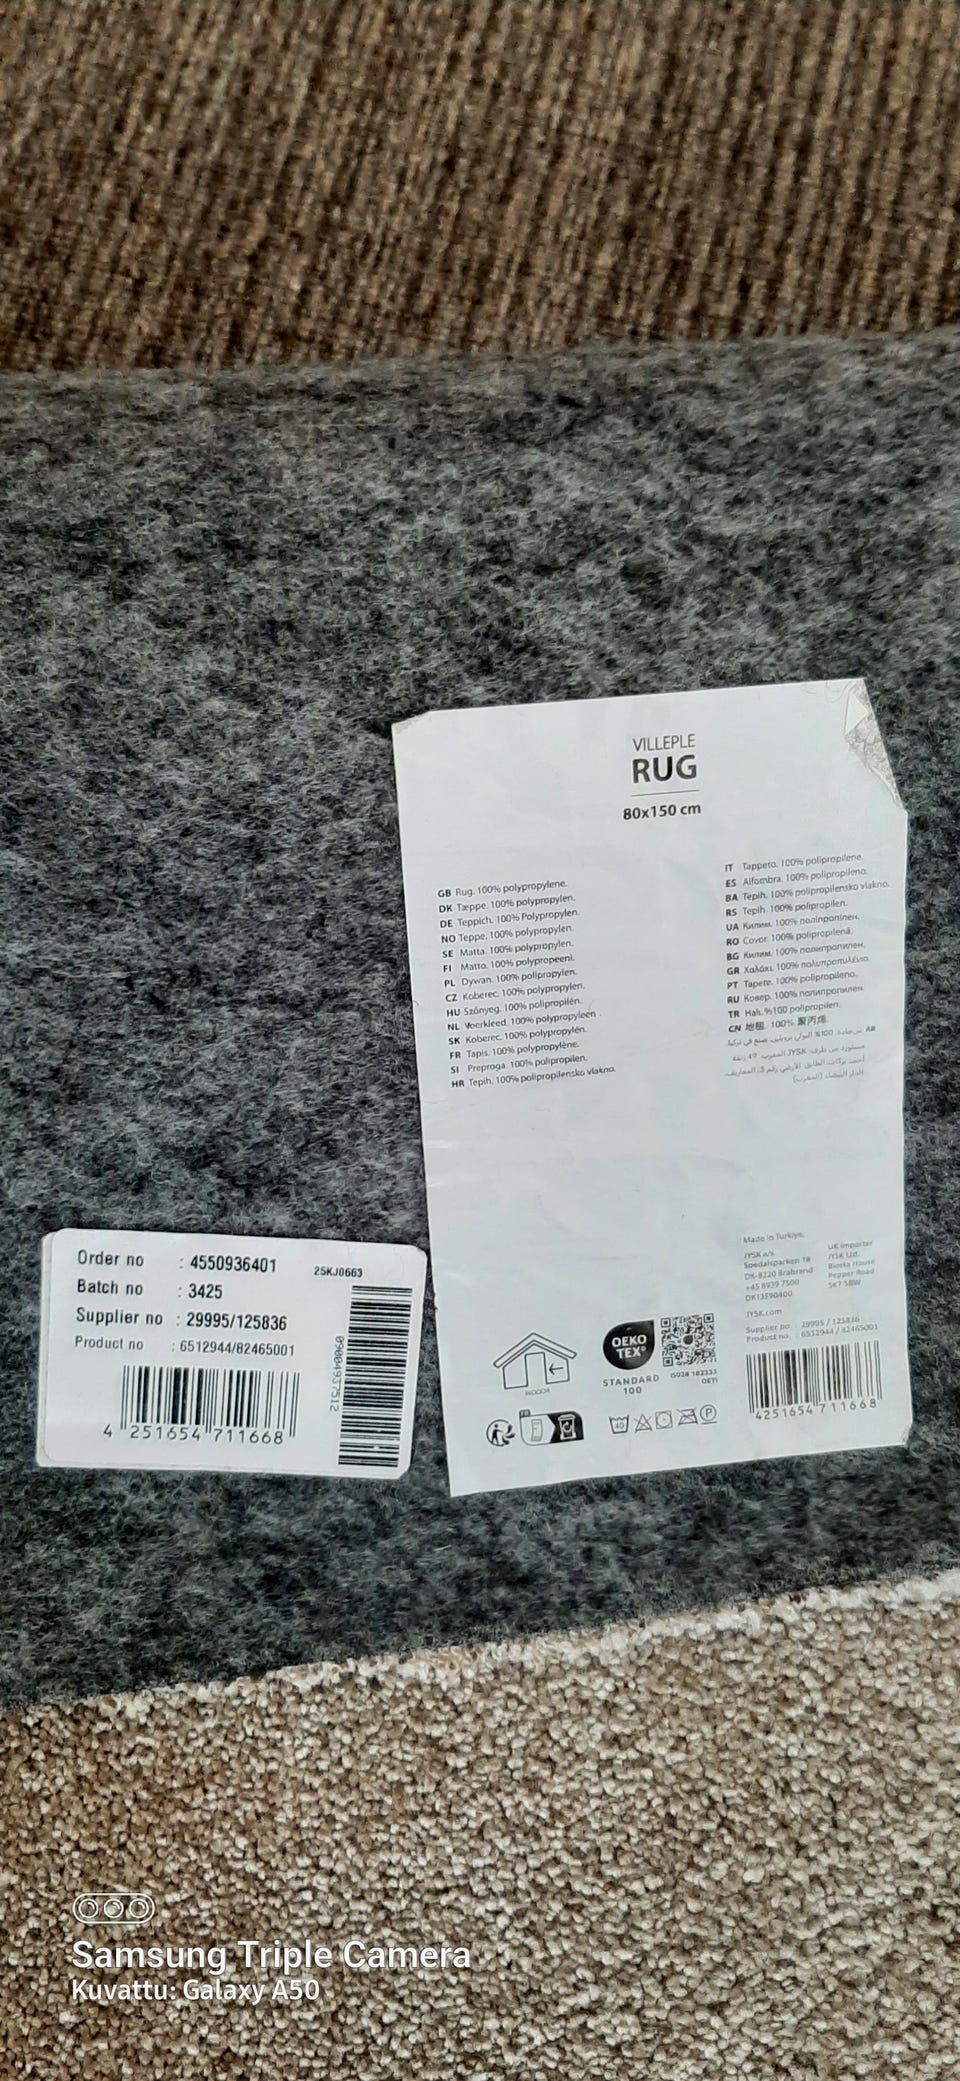 VILLEPLE
RUG
80x150 cm
GB Rug. 100% polypropylene.
DK Tæppe. 100% polypropylen.
DE Teppich. 100% Polypropylen.
NO Teppe. 100% polypropylen.
SE Matta. 100% polypropylen.
FI Matto. 100% polypropeeni.
PL Dywan. 100% polipropylen.
CZ Koberec. 100% polypropylen.
HU Szőnyeg. 100% polipropilén.
NL Vloerkleed. 100% polypropyleen.
SK Koberec. 100% polypropylén.
FR Tapis. 100% polypropylène.
SI Preproga. 100% polipropilen.
HR Tepih. 100% polipropilensko vlakno.
IT Tappeto. 100% polipropilene.
ES Alfombra. 100% polipropileno.
BA Tepih. 100% polipropilensko vlakno.
RS Tepih. 100% polipropilen.
UA Килим. 100% поліпропілен.
RO Covor. 100% polipropilenă.
BG Килим. 100% полипропилен.
GR Χαλάκι. 100% πολυπροπυλένιο.
PT Tapete. 100% polipropileno.
RU Ковер. 100% полипропилен.
TR Halı. %100 polipropilen.
CN 地毯. 100% 聚丙烯.
Made in Türkiye.
JYSK a/s
Soedalsparken 18
DK-8220 Brabrand
+45 8939 7500
DK13590400
JYSK.com
UK Importer
JYSK Ltd.
Biosta House
Pepper Road
SK7 5BW
Supplier no. 29995 / 125836
Product no. 6512944 / 82465001
4251654711668
INDOOR
OEKO
TEX®
STANDARD
100
OETI
40
P
Order no : 4550936401
25KJ0663
Batch no : 3425
Supplier no : 29995/125836
Product no : 6512944/82465001
4 251654 711668
0900493 7512
Samsung Triple Camera
Kuvattu: Galaxy A50